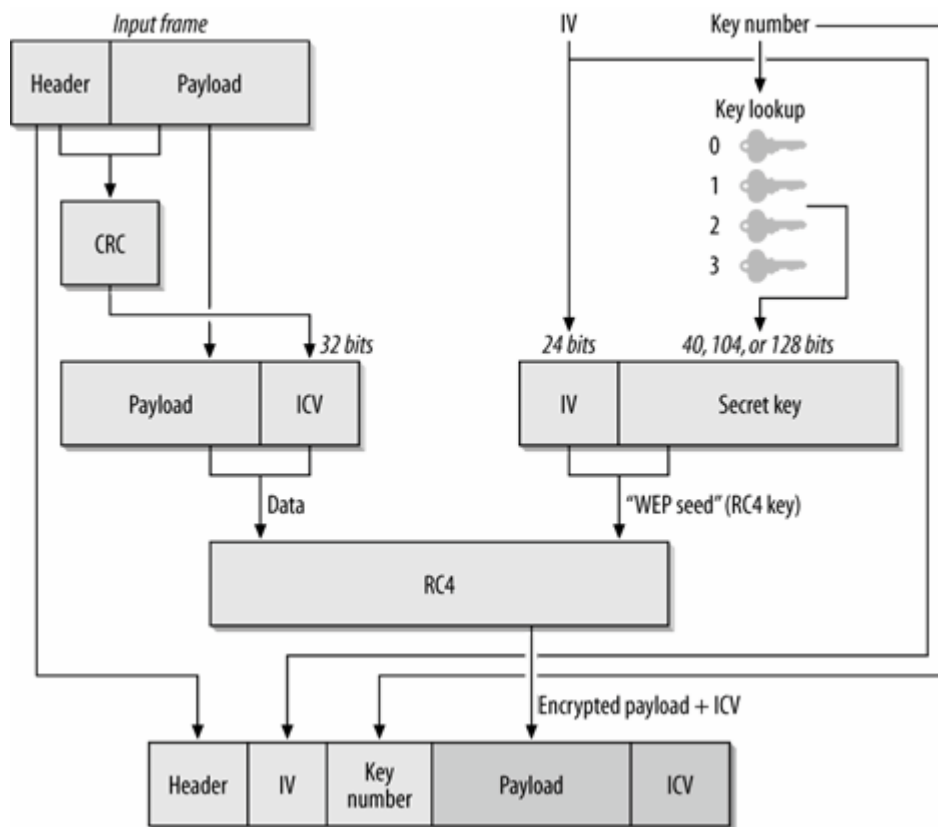 Input frame
IV
Key number
Header
Payload
Key lookup
0
1
2
3
CRC
32 bits
24 bits
40, 104, or 128 bits
Payload
ICV
IV
Secret key
Data
“WEP seed” (RC4 key)
RC4
Encrypted payload + ICV
Header
IV
Key
number
Payload
ICV